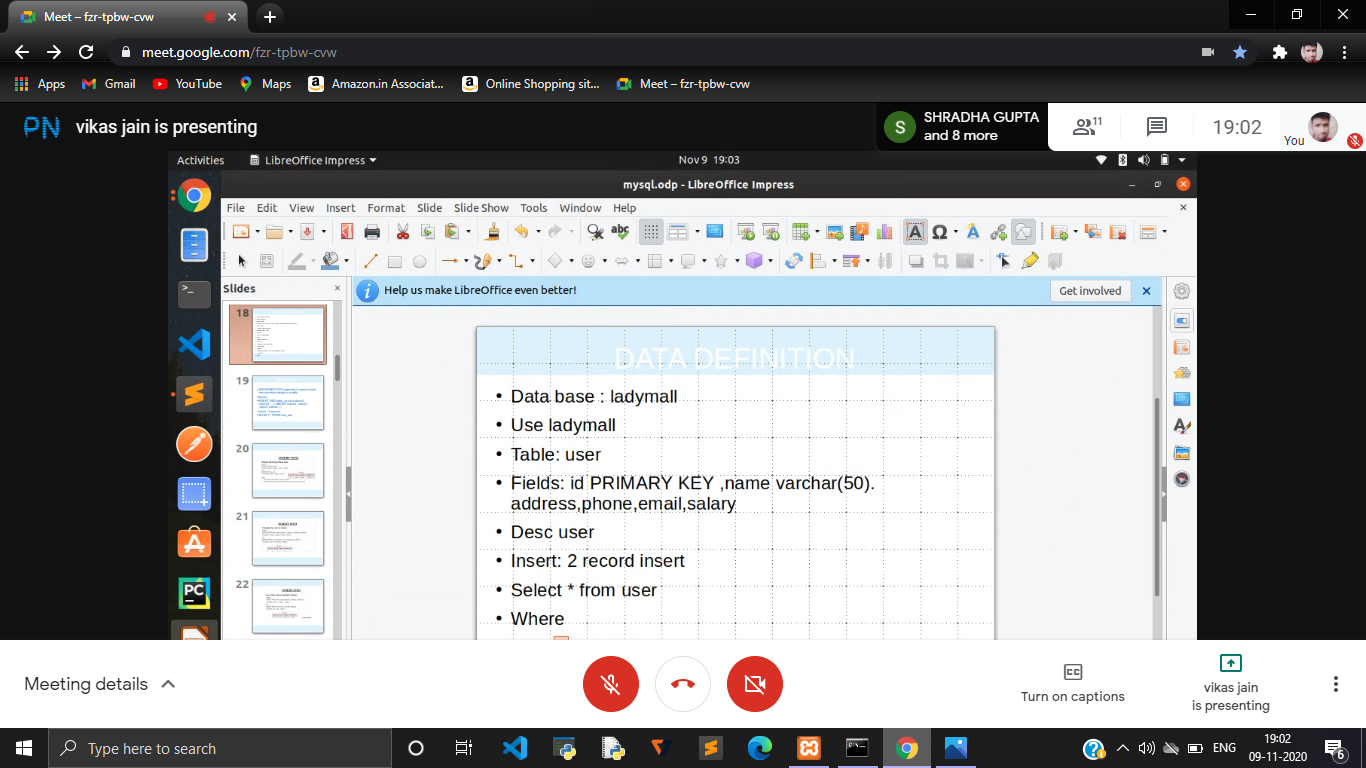 Meet – fzr-tpbw-cvw
meet.google.com/fzr-tpbw-cvw
Apps Gmail YouTube Maps Amazon.in Associat... Online Shopping sit... Meet – fzr-tpbw-cvw
PN vikas jain is presenting
S SHRADHA GUPTA
and 8 more
11
19:02
You
Activities LibreOffice Impress Nov 9 19:03
mysql.odp - LibreOffice Impress
File Edit View Insert Format Slide Slide Show Tools Window Help
Slides
Help us make LibreOffice even better!
Get involved
18
19
20
21
22
DATA DEFINITION
• Data base : ladymall
• Use ladymall
• Table: user
• Fields: id PRIMARY KEY ,name varchar(50).
address,phone,email,salary
• Desc user
• Insert: 2 record insert
• Select * from user
• Where
Meeting details
Turn on captions
vikas jain
is presenting
Type here to search
ENG
19:02
09-11-2020
6